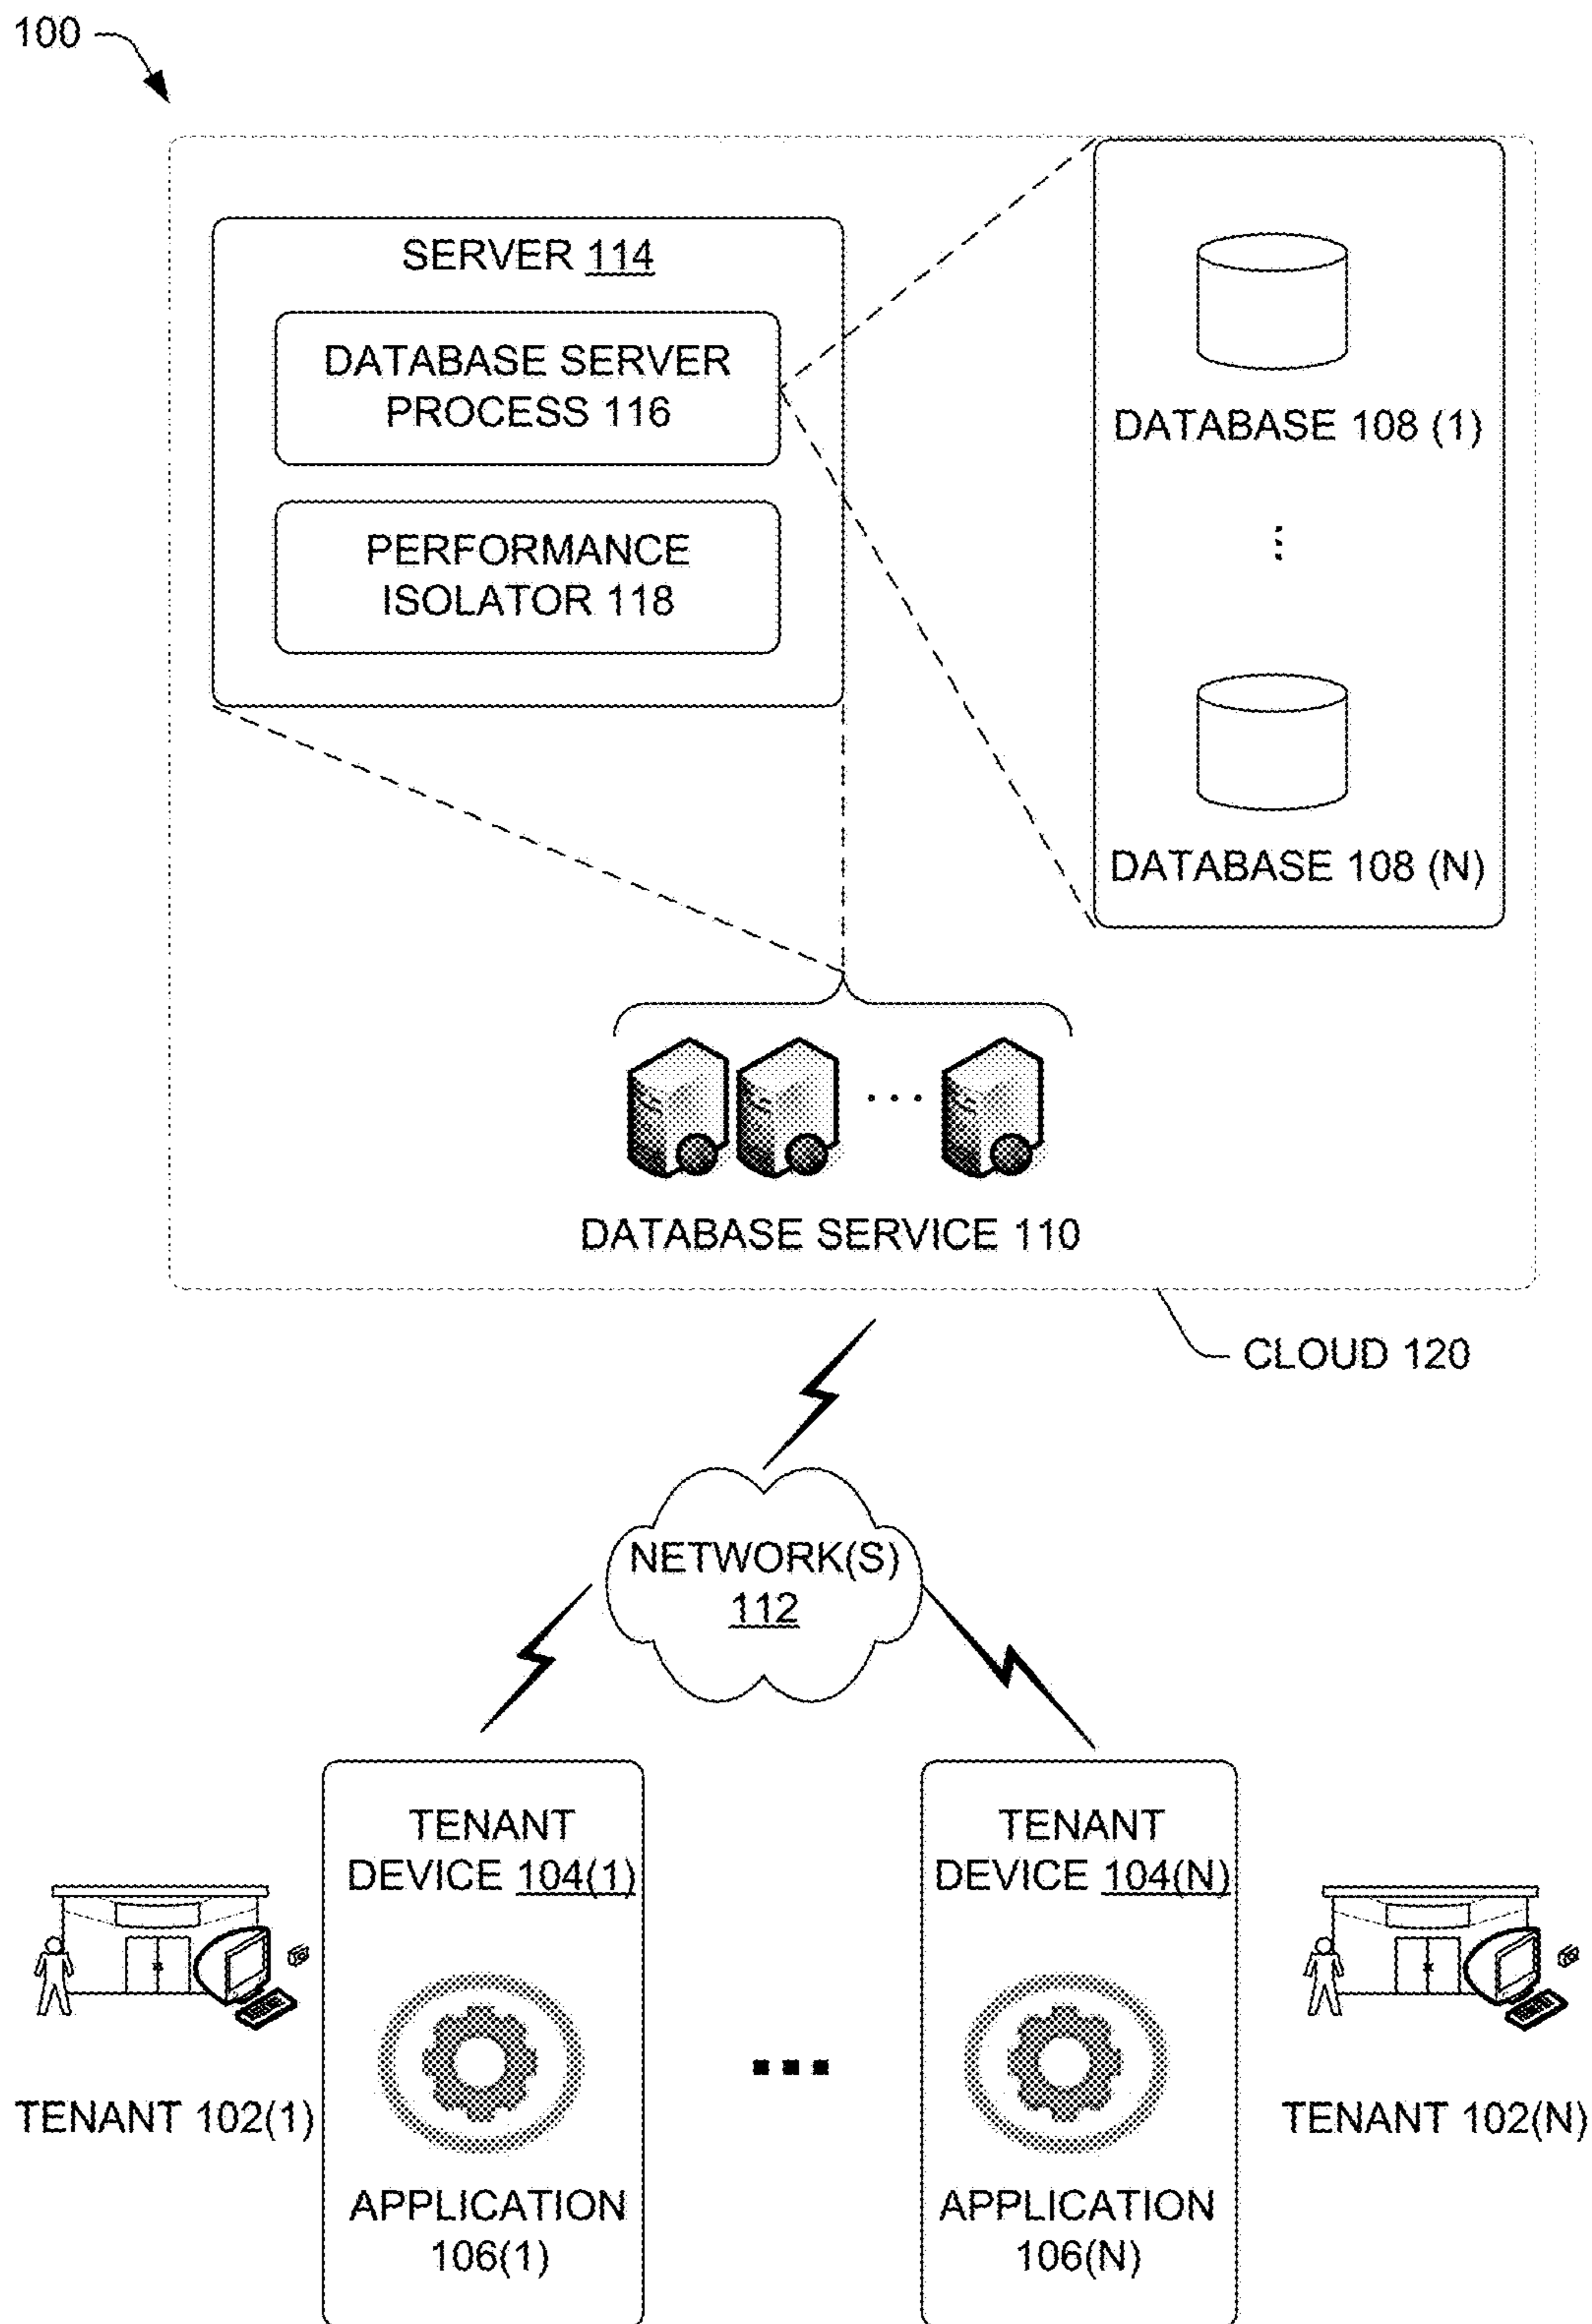 100
SERVER 114
DATABASE SERVER
PROCESS 116
PERFORMANCE
ISOLATOR 118
DATABASE 108 (1)
DATABASE 108 (N)
DATABASE SERVICE 110
CLOUD 120
NETWORK(S)
112
TENANT
DEVICE 104(1)
TENANT
DEVICE 104(N)
TENANT 102(1)
TENANT 102(N)
APPLICATION
106(1)
APPLICATION
106(N)